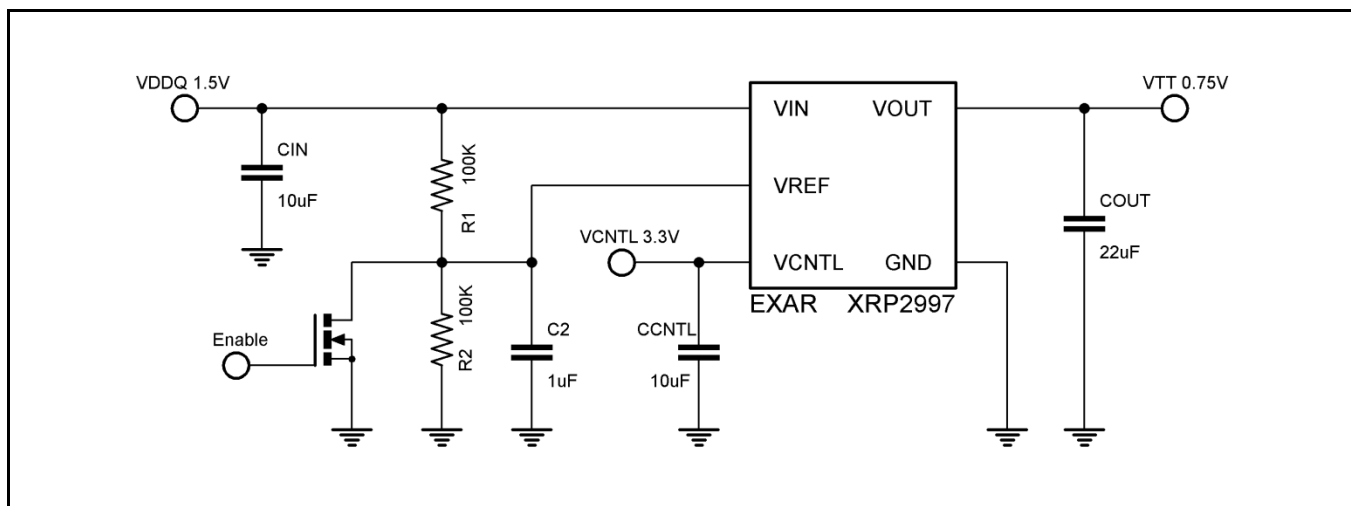 VDDQ 1.5V
VTT 0.75V
VIN
VOUT
CIN
10uF
100K
R1
VREF
COUT
22uF
VCNTL 3.3V
VCNTL
GND
EXAR XRP2997
Enable
100K
R2
C2
1uF
CCNTL
10uF